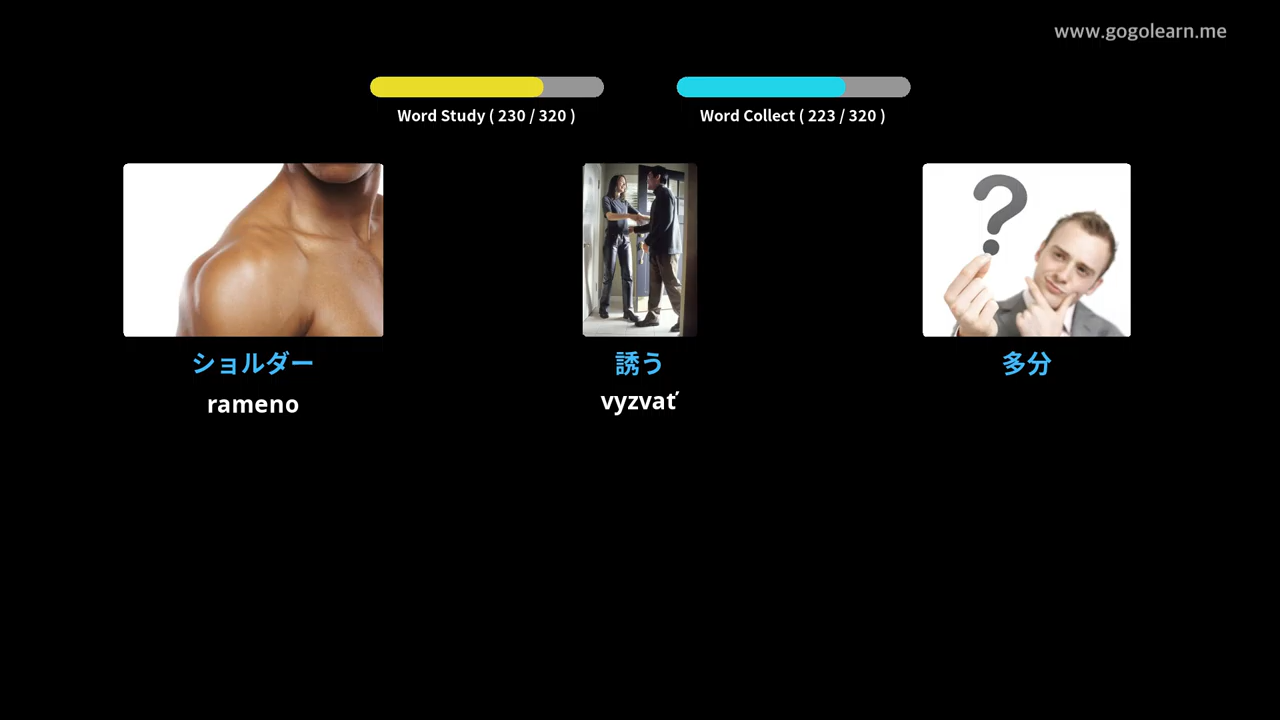 www.gogolearn.me
Word Study ( 230 / 320 )
Word Collect ( 223 / 320 )
ショルダー
誘う
多分
rameno
vyzvať